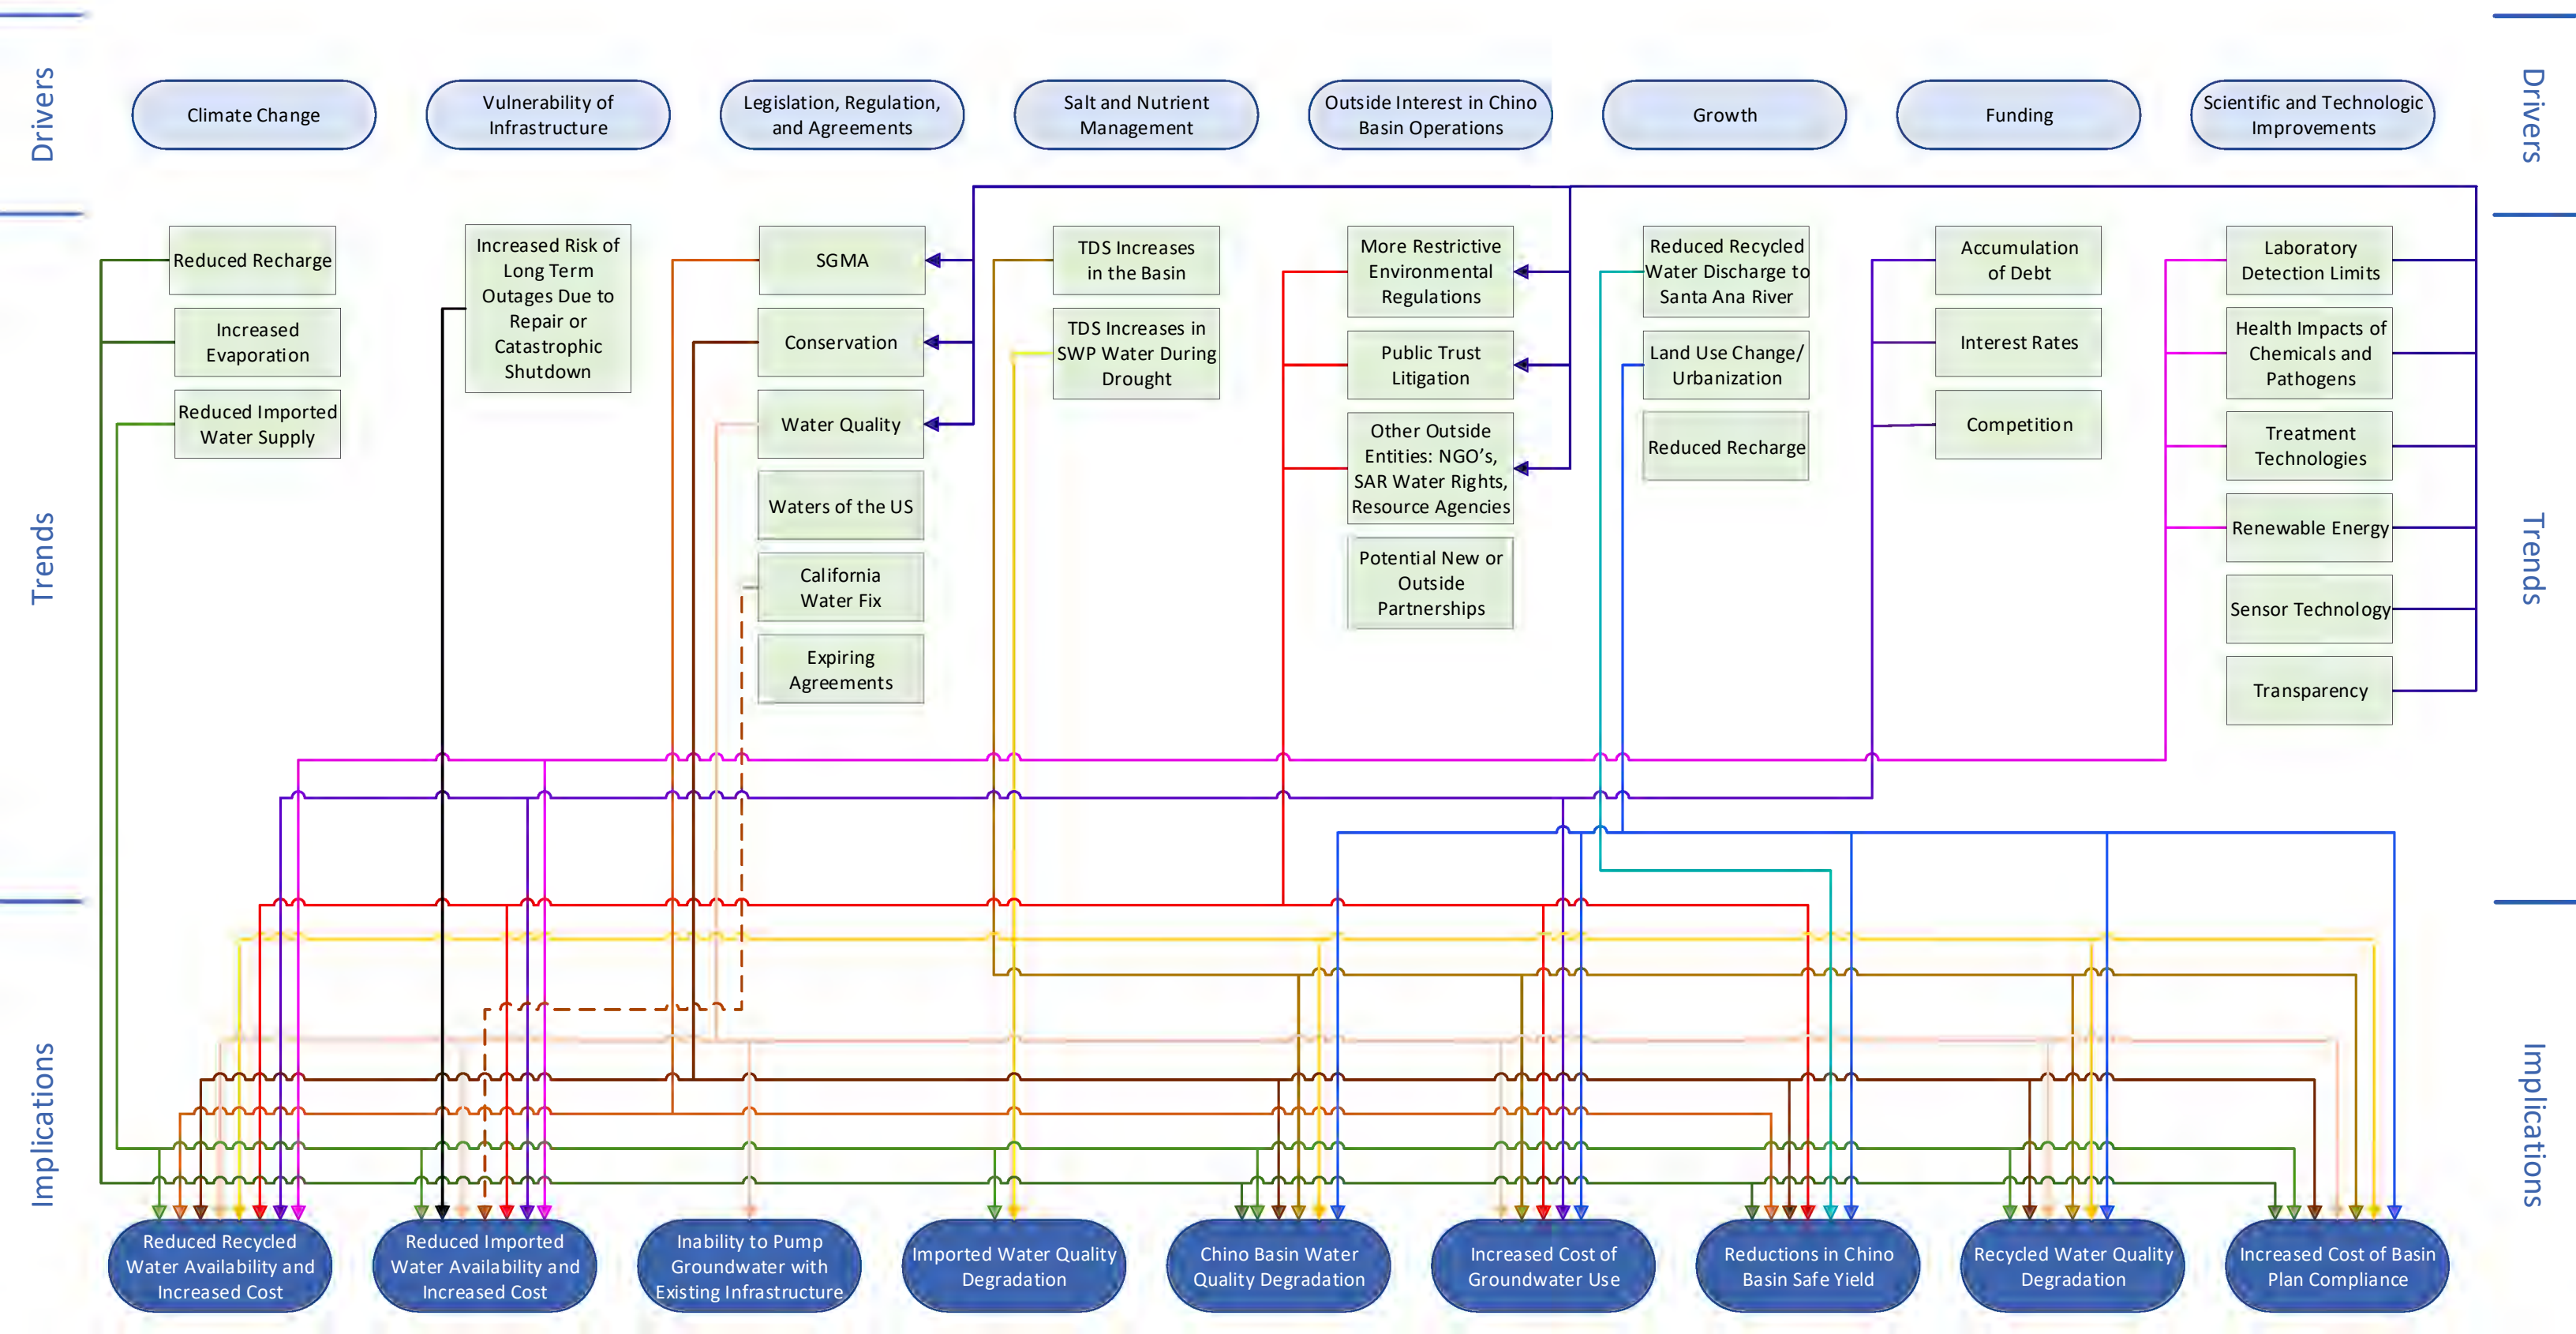 Drivers
Climate Change
Vulnerability of
Infrastructure
Legislation, Regulation,
and Agreements
Salt and Nutrient
Management
Outside Interest in Chino
Basin Operations
Growth
Funding
Scientific and Technologic
Improvements
Drivers
Trends
Reduced Recharge
Increased
Evaporation
Reduced Imported
Water Supply
Increased Risk of
Long Term
Outages Due to
Repair or
Catastrophic
Shutdown
SGMA
Conservation
Water Quality
Waters of the US
California
Water Fix
Expiring
Agreements
TDS Increases
in the Basin
TDS Increases in
SWP Water During
Drought
More Restrictive
Environmental
Regulations
Public Trust
Litigation
Other Outside
Entities: NGO’s,
SAR Water Rights,
Resource Agencies
Potential New or
Outside
Partnerships
Reduced Recycled
Water Discharge to
Santa Ana River
Land Use Change/
Urbanization
Reduced Recharge
Accumulation
of Debt
Interest Rates
Competition
Laboratory
Detection Limits
Health Impacts of
Chemicals and
Pathogens
Treatment
Technologies
Renewable Energy
Sensor Technology
Transparency
Trends
Implications
Reduced Recycled
Water Availability and
Increased Cost
Reduced Imported
Water Availability and
Increased Cost
Inability to Pump
Groundwater with
Existing Infrastructure
Imported Water Quality
Degradation
Chino Basin Water
Quality Degradation
Increased Cost of
Groundwater Use
Reductions in Chino
Basin Safe Yield
Recycled Water Quality
Degradation
Increased Cost of Basin
Plan Compliance
Implications